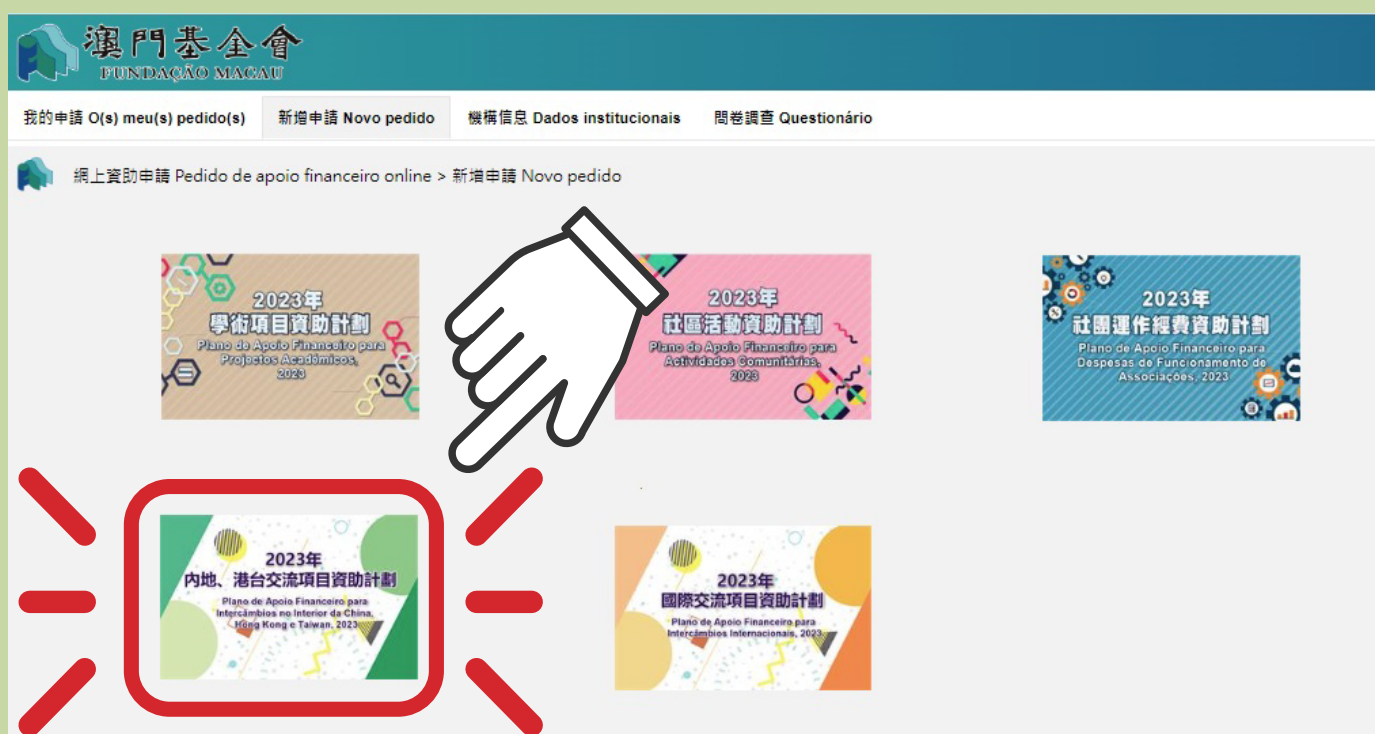 澳門基金會
FUNDAÇÃO MACAU
我的申請 O(s) meu(s) pedido(s) 新增申請 Novo pedido 機構信息 Dados institucionais 問卷調查 Questionário
網上資助申請 Pedido de apoio financeiro online > 新增申請 Novo pedido
2023年
學術項目資助計劃
Plano de Apoio Financeiro para
Projectos Académicos,
2023
2023年
社區活動資助計劃
Plano de Apoio Financeiro para
Actividades Comunitárias,
2023
2023年
社團運作經費資助計劃
Plano de Apoio Financeiro para
Despesas de Funcionamento de
Associações, 2023
2023年
內地、港台交流項目資助計劃
Plano de Apoio Financeiro para
Intercâmbios no Interior da China,
Hong Kong e Taiwan, 2023
2023年
國際交流項目資助計劃
Plano de Apoio Financeiro para
Intercâmbios Internacionais, 2023